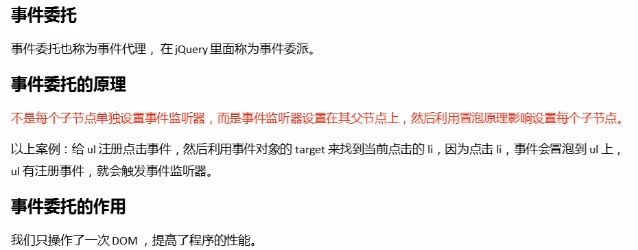 事件委托
事件委托也称为事件代理，在 jQuery 里面称为事件委派。
事件委托的原理
不是每个子节点单独设置事件监听器，而是事件监听器设置在其父节点上，然后利用冒泡原理影响设置每个子节点。
以上案例：给 ul 注册点击事件，然后利用事件对象的 target 来找到当前点击的 li，因为点击 li，事件会冒泡到 ul 上，
ul 有注册事件，就会触发事件监听器。
事件委托的作用
我们只操作了一次 DOM ，提高了程序的性能。